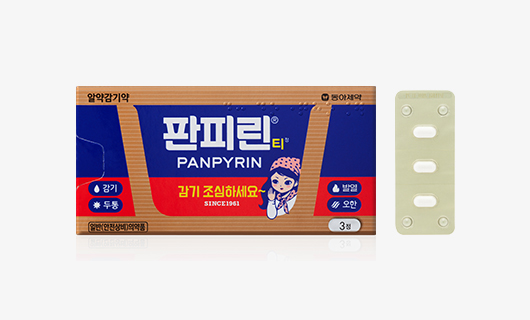 알약감기약
동아제약
판피린®
티정
PANPYRIN
감기 조심하세요~
SINCE1961
감기
두통
발열
오한
일반(안전상비)의약품
3정